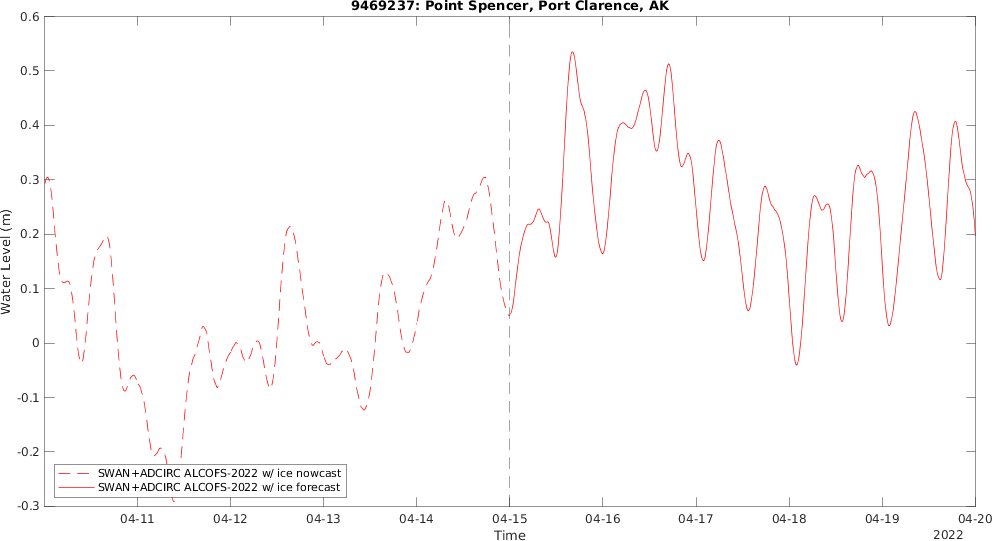 9469237: Point Spencer, Port Clarence, AK
0.6
0.5
0.4
0.3
0.2
0.1
0
-0.1
-0.2
-0.3
Water Level (m)
SWAN+ADCIRC ALCOFS-2022 w/ ice nowcast
SWAN+ADCIRC ALCOFS-2022 w/ ice forecast
04-11 04-12 04-13 04-14 04-15 04-16 04-17 04-18 04-19 04-20
Time
2022